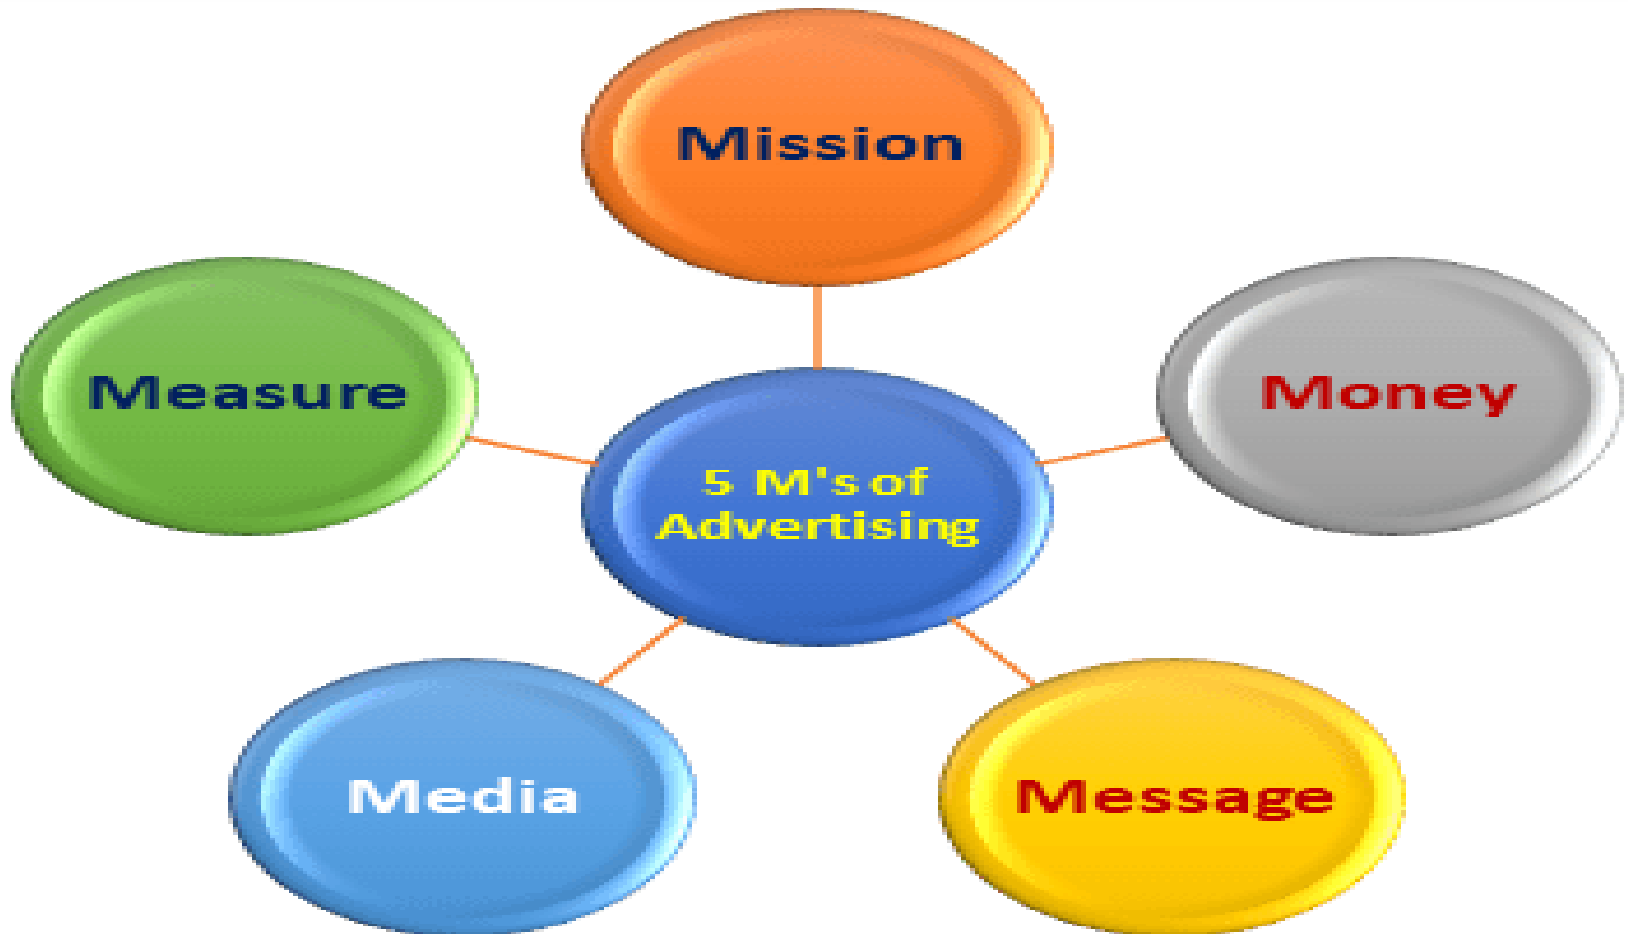 Mission
Measure
Money
5 M's of
Advertising
Media
Message